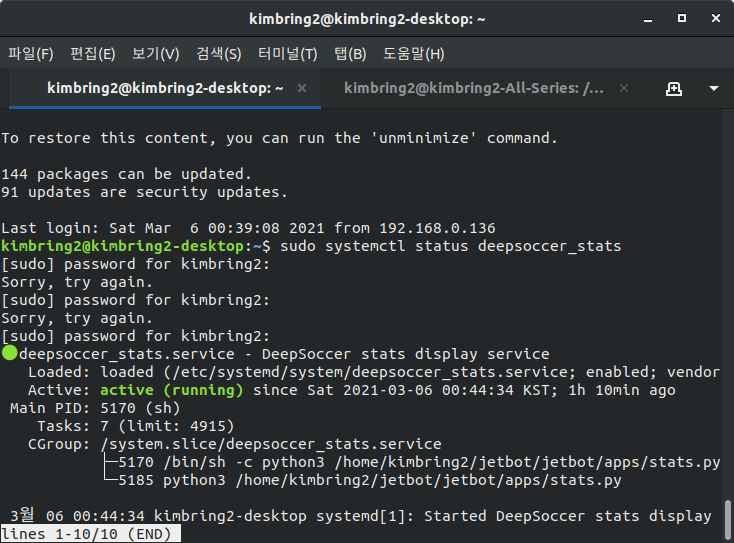 kimbring2@kimbring2-desktop: ~
파일(F) 편집(E) 보기(V) 검색(S) 터미널(T) 탭(B) 도움말(H)
kimbring2@kimbring2-desktop: ~ × kimbring2@kimbring2-All-Series: /... ×
To restore this content, you can run the 'unminimize' command.
144 packages can be updated.
91 updates are security updates.
Last login: Sat Mar  6 00:39:08 2021 from 192.168.0.136
kimbring2@kimbring2-desktop:~$ sudo systemctl status deepsoccer_stats
[sudo] password for kimbring2:
Sorry, try again.
[sudo] password for kimbring2:
Sorry, try again.
[sudo] password for kimbring2:
●deepsoccer_stats.service - DeepSoccer stats display service
   Loaded: loaded (/etc/systemd/system/deepsoccer_stats.service; enabled; vendor
   Active: active (running) since Sat 2021-03-06 00:44:34 KST; 1h 10min ago
 Main PID: 5170 (sh)
    Tasks: 7 (limit: 4915)
   CGroup: /system.slice/deepsoccer_stats.service
           ├─5170 /bin/sh -c python3 /home/kimbring2/jetbot/jetbot/apps/stats.py
           └─5185 python3 /home/kimbring2/jetbot/jetbot/apps/stats.py
 3월 06 00:44:34 kimbring2-desktop systemd[1]: Started DeepSoccer stats display
lines 1-10/10 (END)